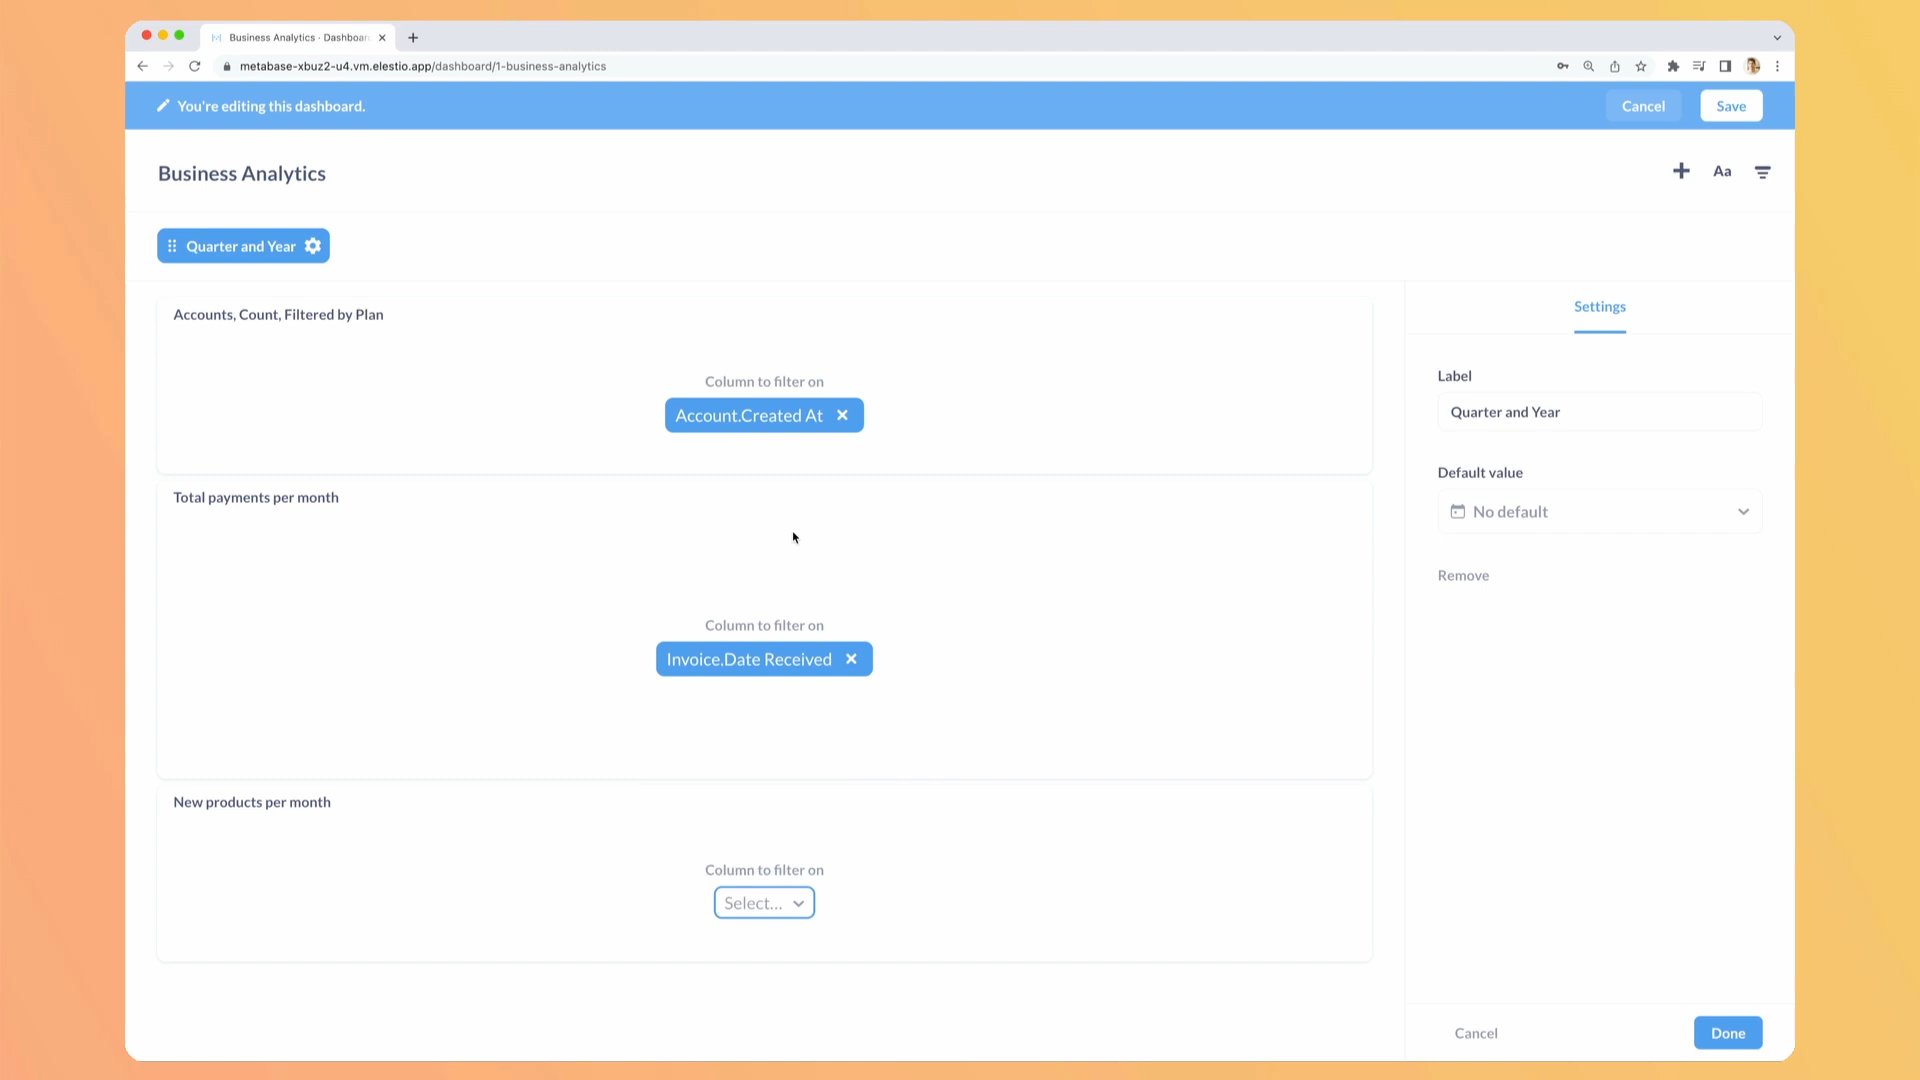 Business Analytics · Dashboar
metabase-xbuz2-u4.vm.elestio.app/dashboard/1-business-analytics
You're editing this dashboard.
Cancel
Save
Business Analytics
Aa
Quarter and Year
Accounts, Count, Filtered by Plan
Column to filter on
Account.Created At
Total payments per month
Column to filter on
Invoice.Date Received
New products per month
Column to filter on
Select...
Settings
Label
Quarter and Year
Default value
No default
Remove
Cancel
Done